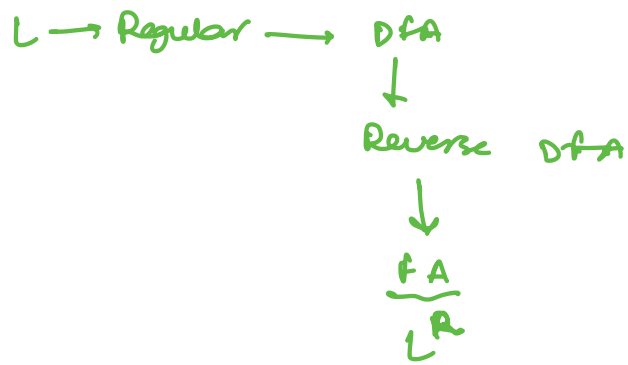 L → Regular → DfA
↓
Reverse DfA
↓
fA
L^R